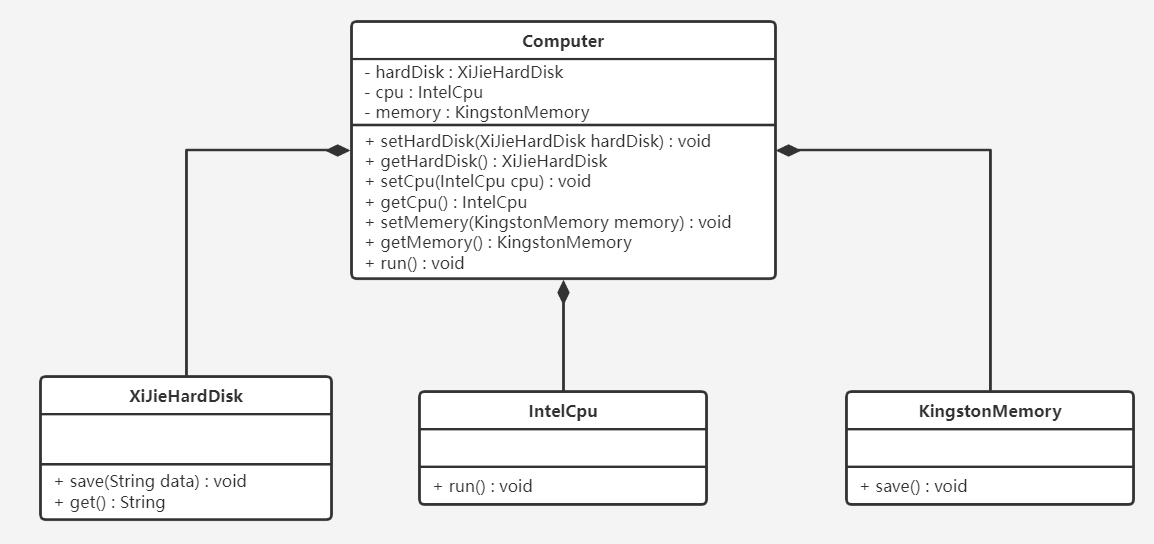 Computer
- hardDisk : XiJieHardDisk
- cpu : IntelCpu
- memory : KingstonMemory
+ setHardDisk(XiJieHardDisk hardDisk) : void
+ getHardDisk() : XiJieHardDisk
+ setCpu(IntelCpu cpu) : void
+ getCpu() : IntelCpu
+ setMemery(KingstonMemory memory) : void
+ getMemory() : KingstonMemory
+ run() : void
XiJieHardDisk
+ save(String data) : void
+ get() : String
IntelCpu
+ run() : void
KingstonMemory
+ save() : void